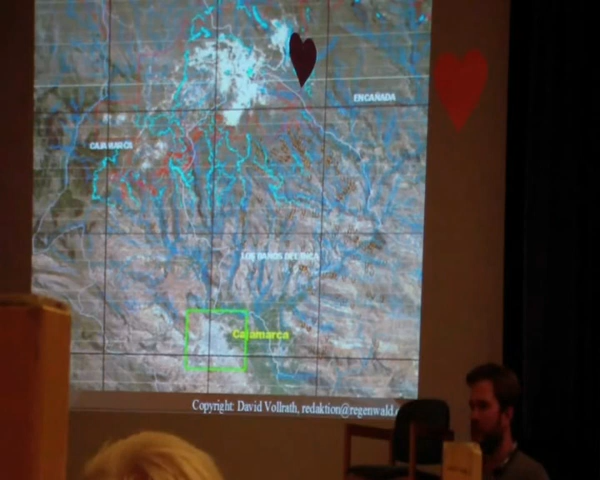 ENCAÑADA
CAJAMARCA
LOS BAÑOS DEL INCA
Cajamarca
Copyright: David Vollrath, redaktion@regenwald.